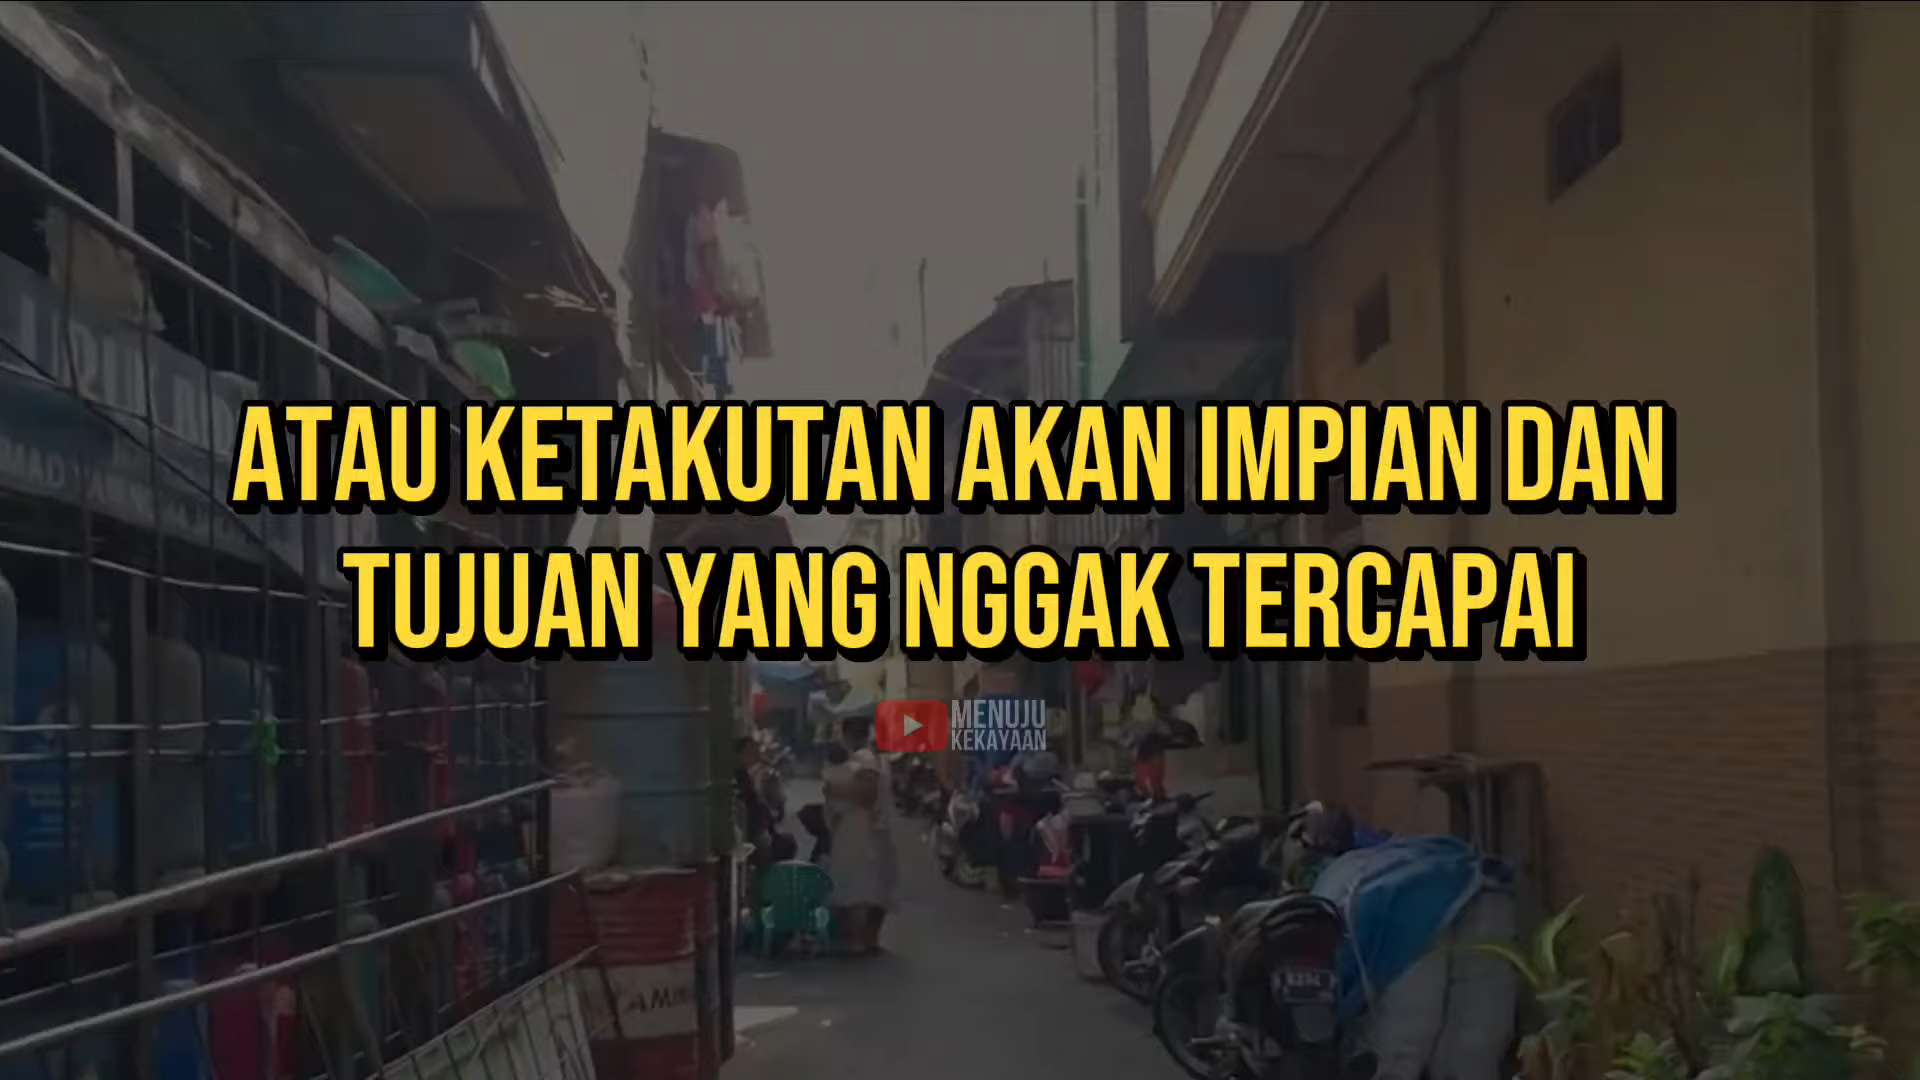 ATAU KETAKUTAN AKAN IMPIAN DAN
TUJUAN YANG NGGAK TERCAPAI
MENUJU
KEKAYAAN